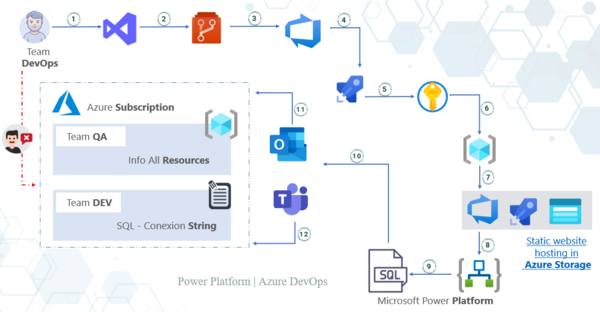 1
2
3
4
Team
DevOps
5
6
Azure Subscription
11
Team QA
Info All Resources
10
7
Team DEV
SQL - Conexion String
12
8
Static website
hosting in
Azure Storage
SQL
9
Power Platform | Azure DevOps
Microsoft Power Platform